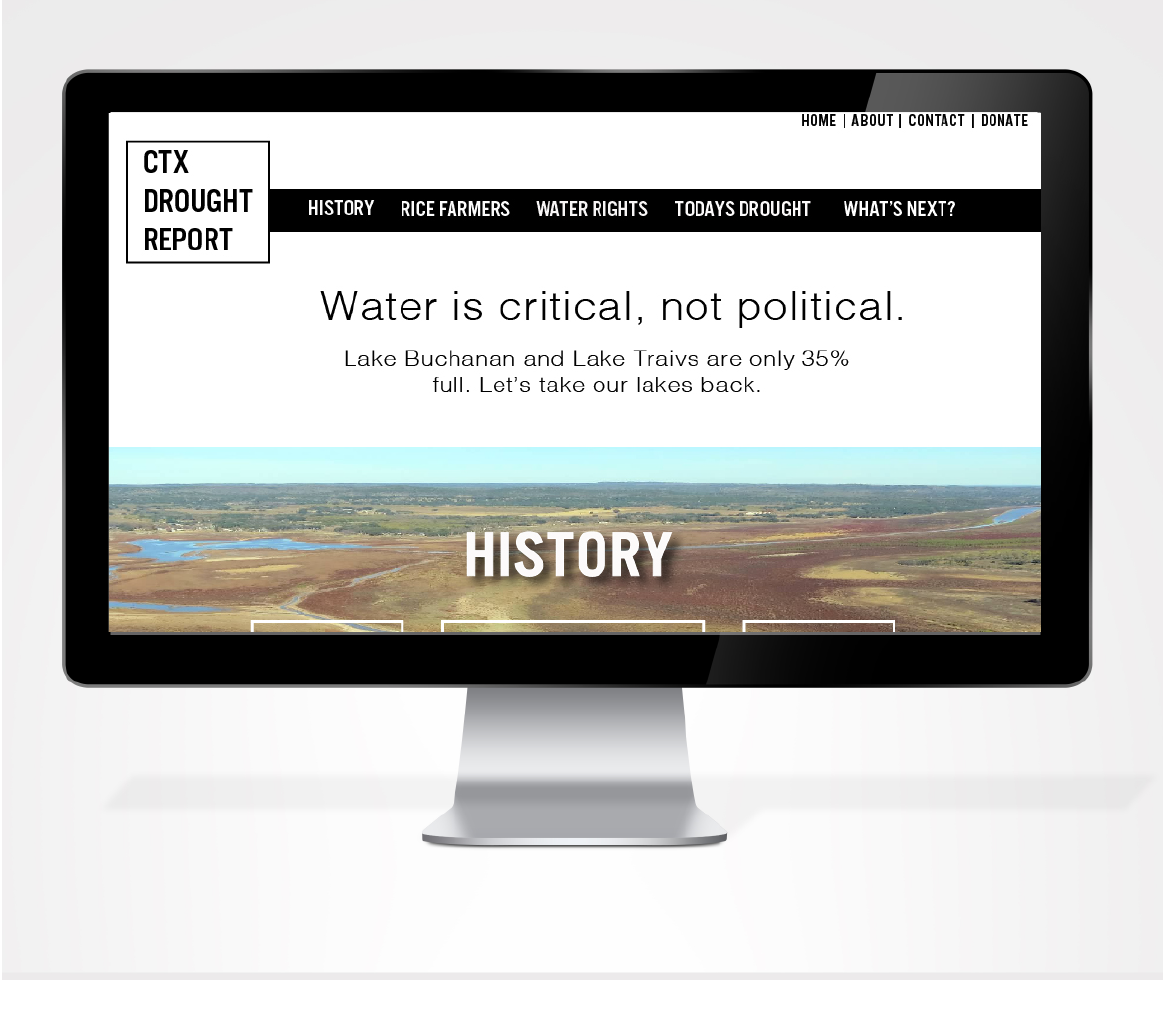 HOME | ABOUT | CONTACT | DONATE
CTX
DROUGHT
REPORT
HISTORY RICE FARMERS WATER RIGHTS TODAYS DROUGHT WHAT'S NEXT?
Water is critical, not political.
Lake Buchanan and Lake Traivs are only 35%
full. Let's take our lakes back.
HISTORY